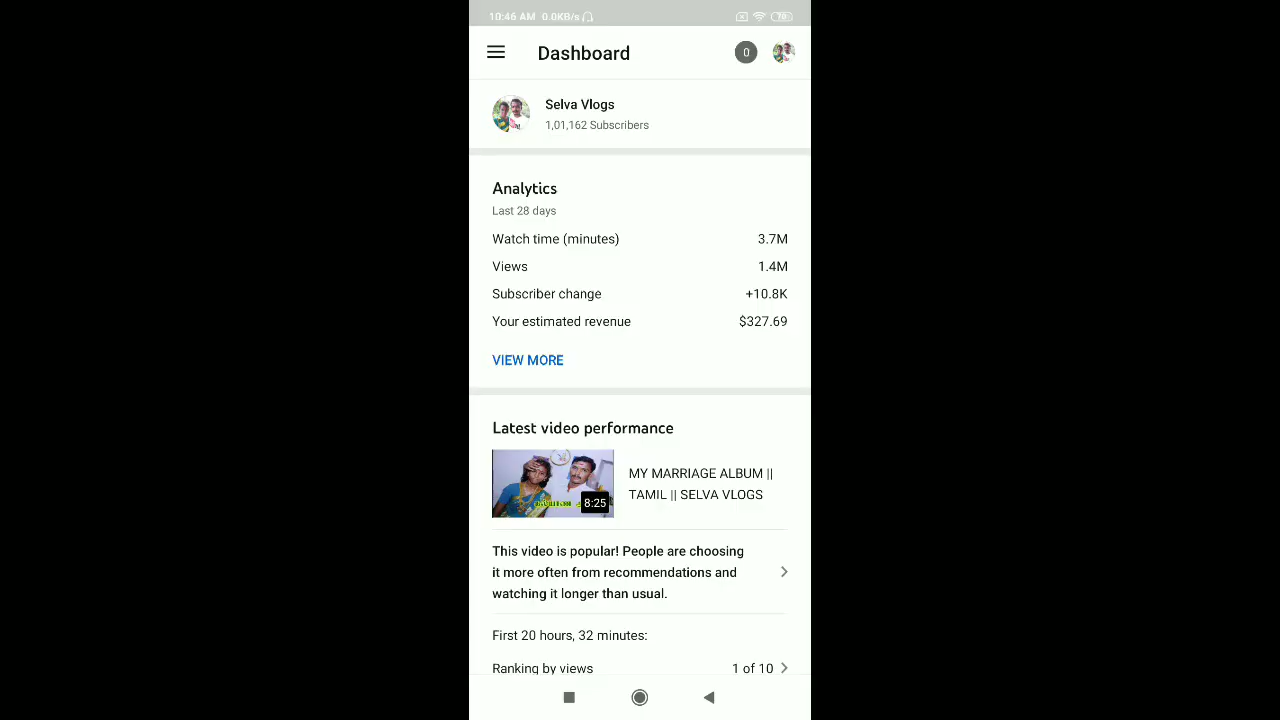 10:46 AM 0.0KB/s
70
Dashboard
0
Selva Vlogs
1,01,162 Subscribers
Analytics
Last 28 days
Watch time (minutes) 3.7M
Views 1.4M
Subscriber change +10.8K
Your estimated revenue $327.69
VIEW MORE
Latest video performance
8:25
MY MARRIAGE ALBUM ||
TAMIL || SELVA VLOGS
This video is popular! People are choosing
it more often from recommendations and
watching it longer than usual.
First 20 hours, 32 minutes:
Ranking by views 1 of 10